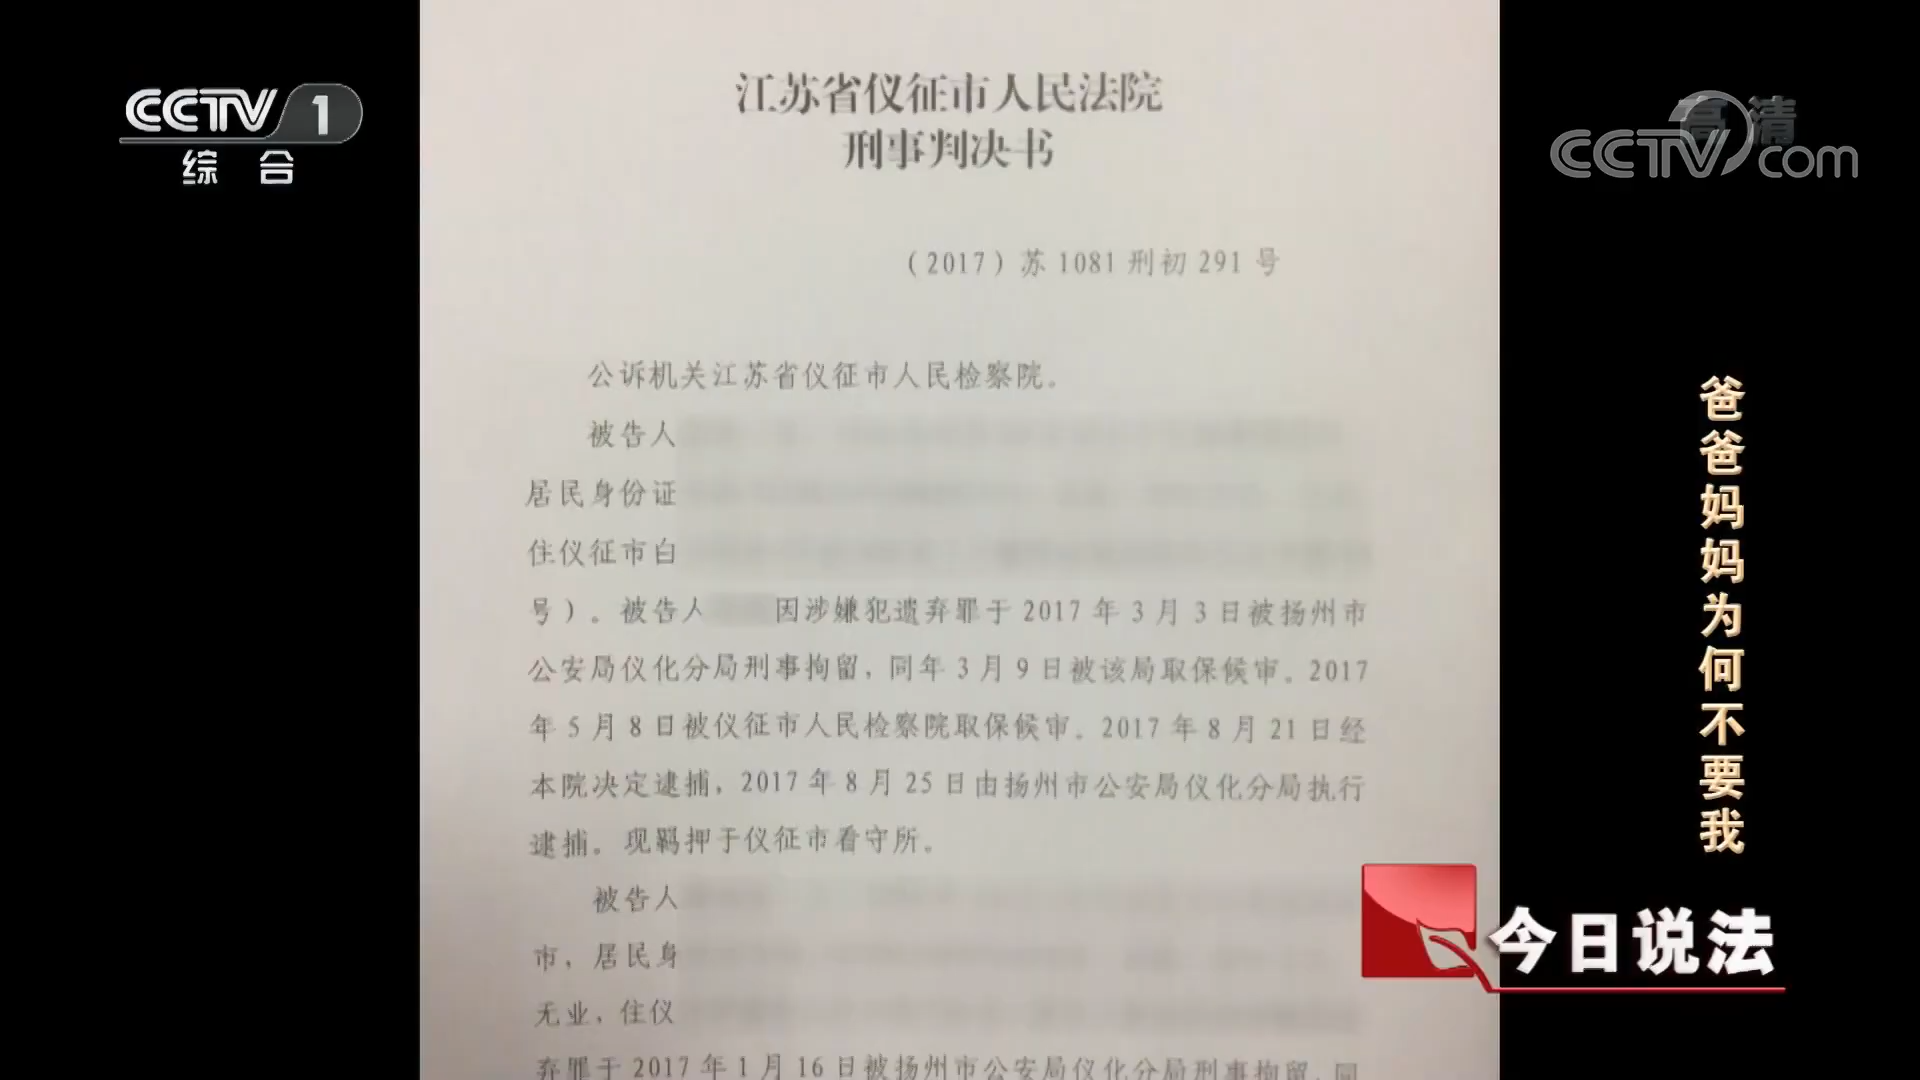 CCTV 1
综合
高清
CCTV.com
江苏省仪征市人民法院
刑事判决书
（2017）苏1081刑初291号
公诉机关江苏省仪征市人民检察院。
被告人
居民身份证
住仪征市白
号）。被告人 因涉嫌犯遗弃罪于2017年3月3日被扬州市
公安局仪化分局刑事拘留，同年3月9日被该局取保候审。2017
年5月8日被仪征市人民检察院取保候审。2017年8月21日经
本院决定逮捕，2017年8月25日由扬州市公安局仪化分局执行
逮捕。现羁押于仪征市看守所。
被告人
市，居民身
无业，住仪
弃罪于2017年1月16日被扬州市公安局仪化分局刑事拘留，同
爸爸妈妈为何不要我
今日说法